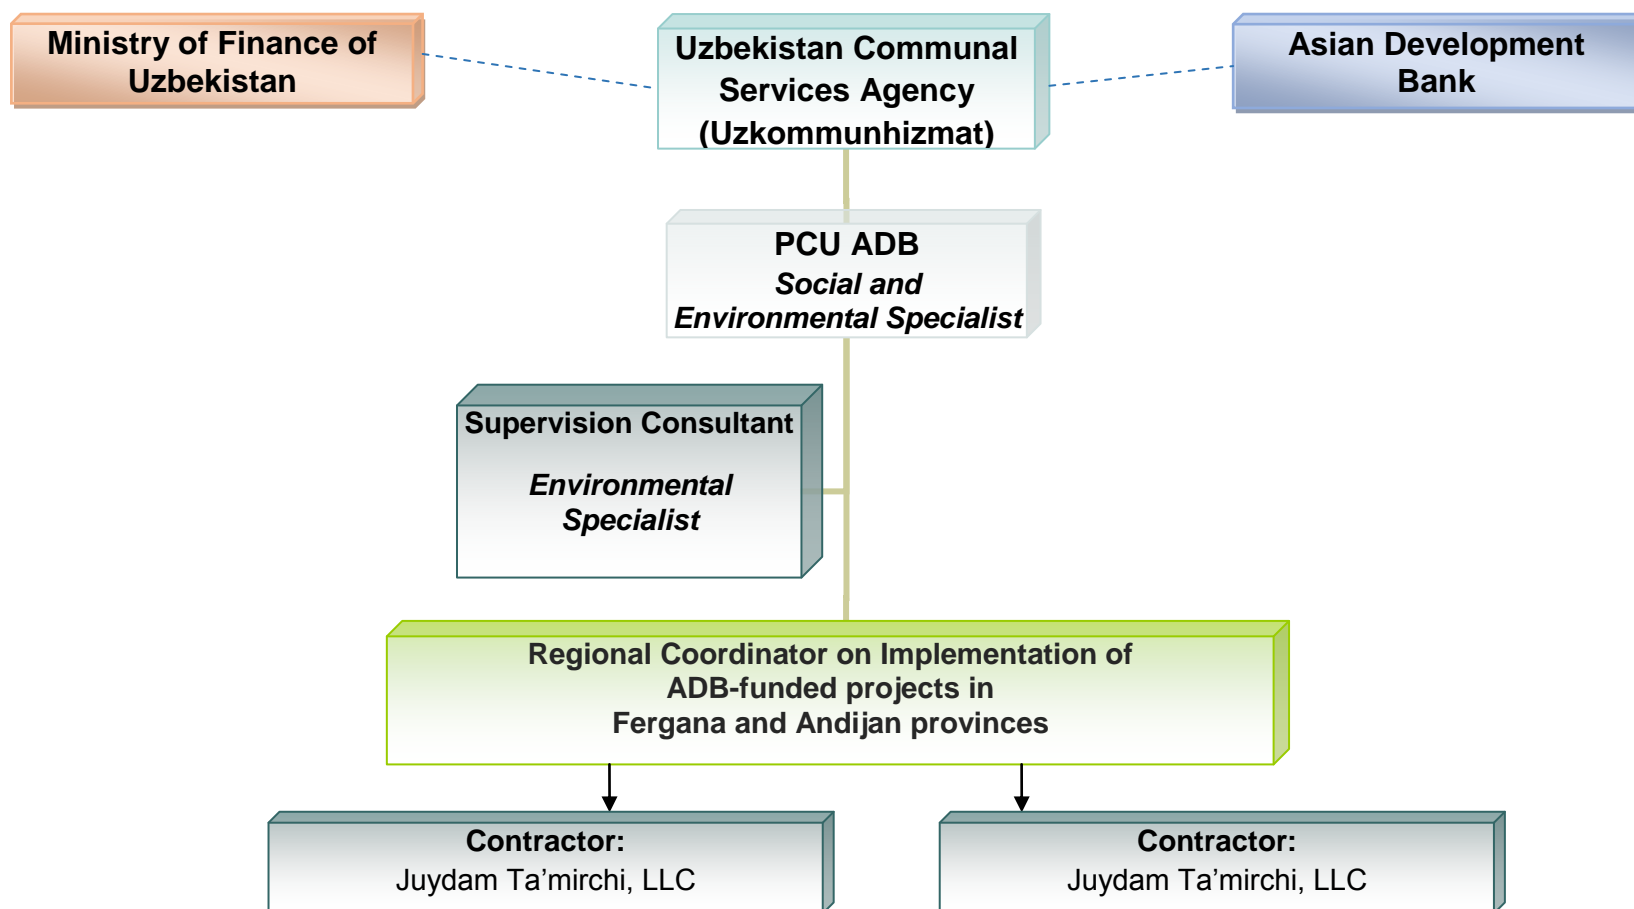 Ministry of Finance of
Uzbekistan
Uzbekistan Communal
Services Agency
(Uzkommunhizmat)
Asian Development
Bank
PCU ADB
Social and
Environmental Specialist
Supervision Consultant
Environmental
Specialist
Regional Coordinator on Implementation of
ADB-funded projects in
Fergana and Andijan provinces
Contractor:
Juydam Ta’mirchi, LLC
Contractor:
Juydam Ta’mirchi, LLC